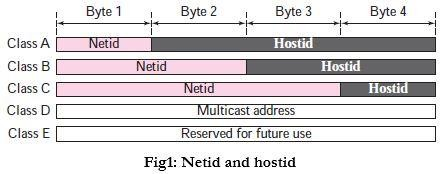 Byte 1 Byte 2 Byte 3 Byte 4
Class A Netid Hostid
Class B Netid Hostid
Class C Netid Hostid
Class D Multicast address
Class E Reserved for future use
Fig1: Netid and hostid